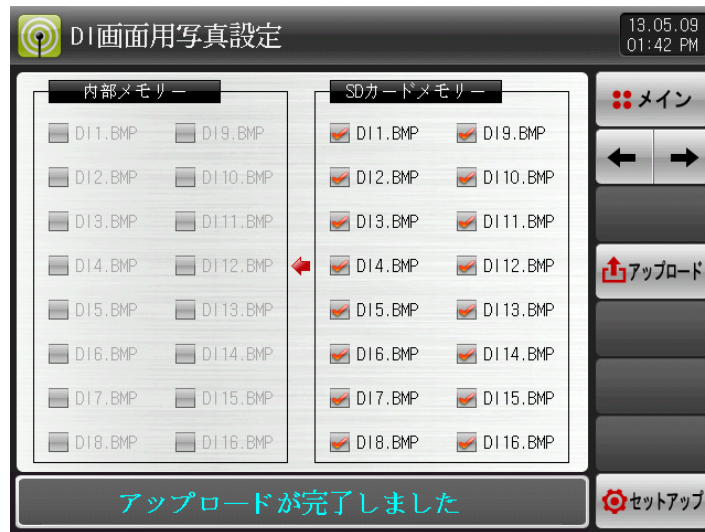 DI画面用写真設定
13.05.09
01:42 PM
内部メモリー
DI1.BMP DI9.BMP
DI2.BMP DI10.BMP
DI3.BMP DI11.BMP
DI4.BMP DI12.BMP
DI5.BMP DI13.BMP
DI6.BMP DI14.BMP
DI7.BMP DI15.BMP
DI8.BMP DI16.BMP
SDカードメモリー
DI1.BMP DI9.BMP
DI2.BMP DI10.BMP
DI3.BMP DI11.BMP
DI4.BMP DI12.BMP
DI5.BMP DI13.BMP
DI6.BMP DI14.BMP
DI7.BMP DI15.BMP
DI8.BMP DI16.BMP
メイン
アップロード
セットアップ
アップロードが完了しました